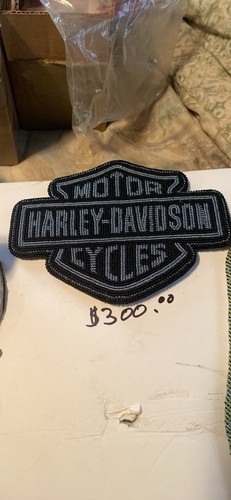 MOTOR
HARLEY-DAVIDSON
CYCLES
$300.00